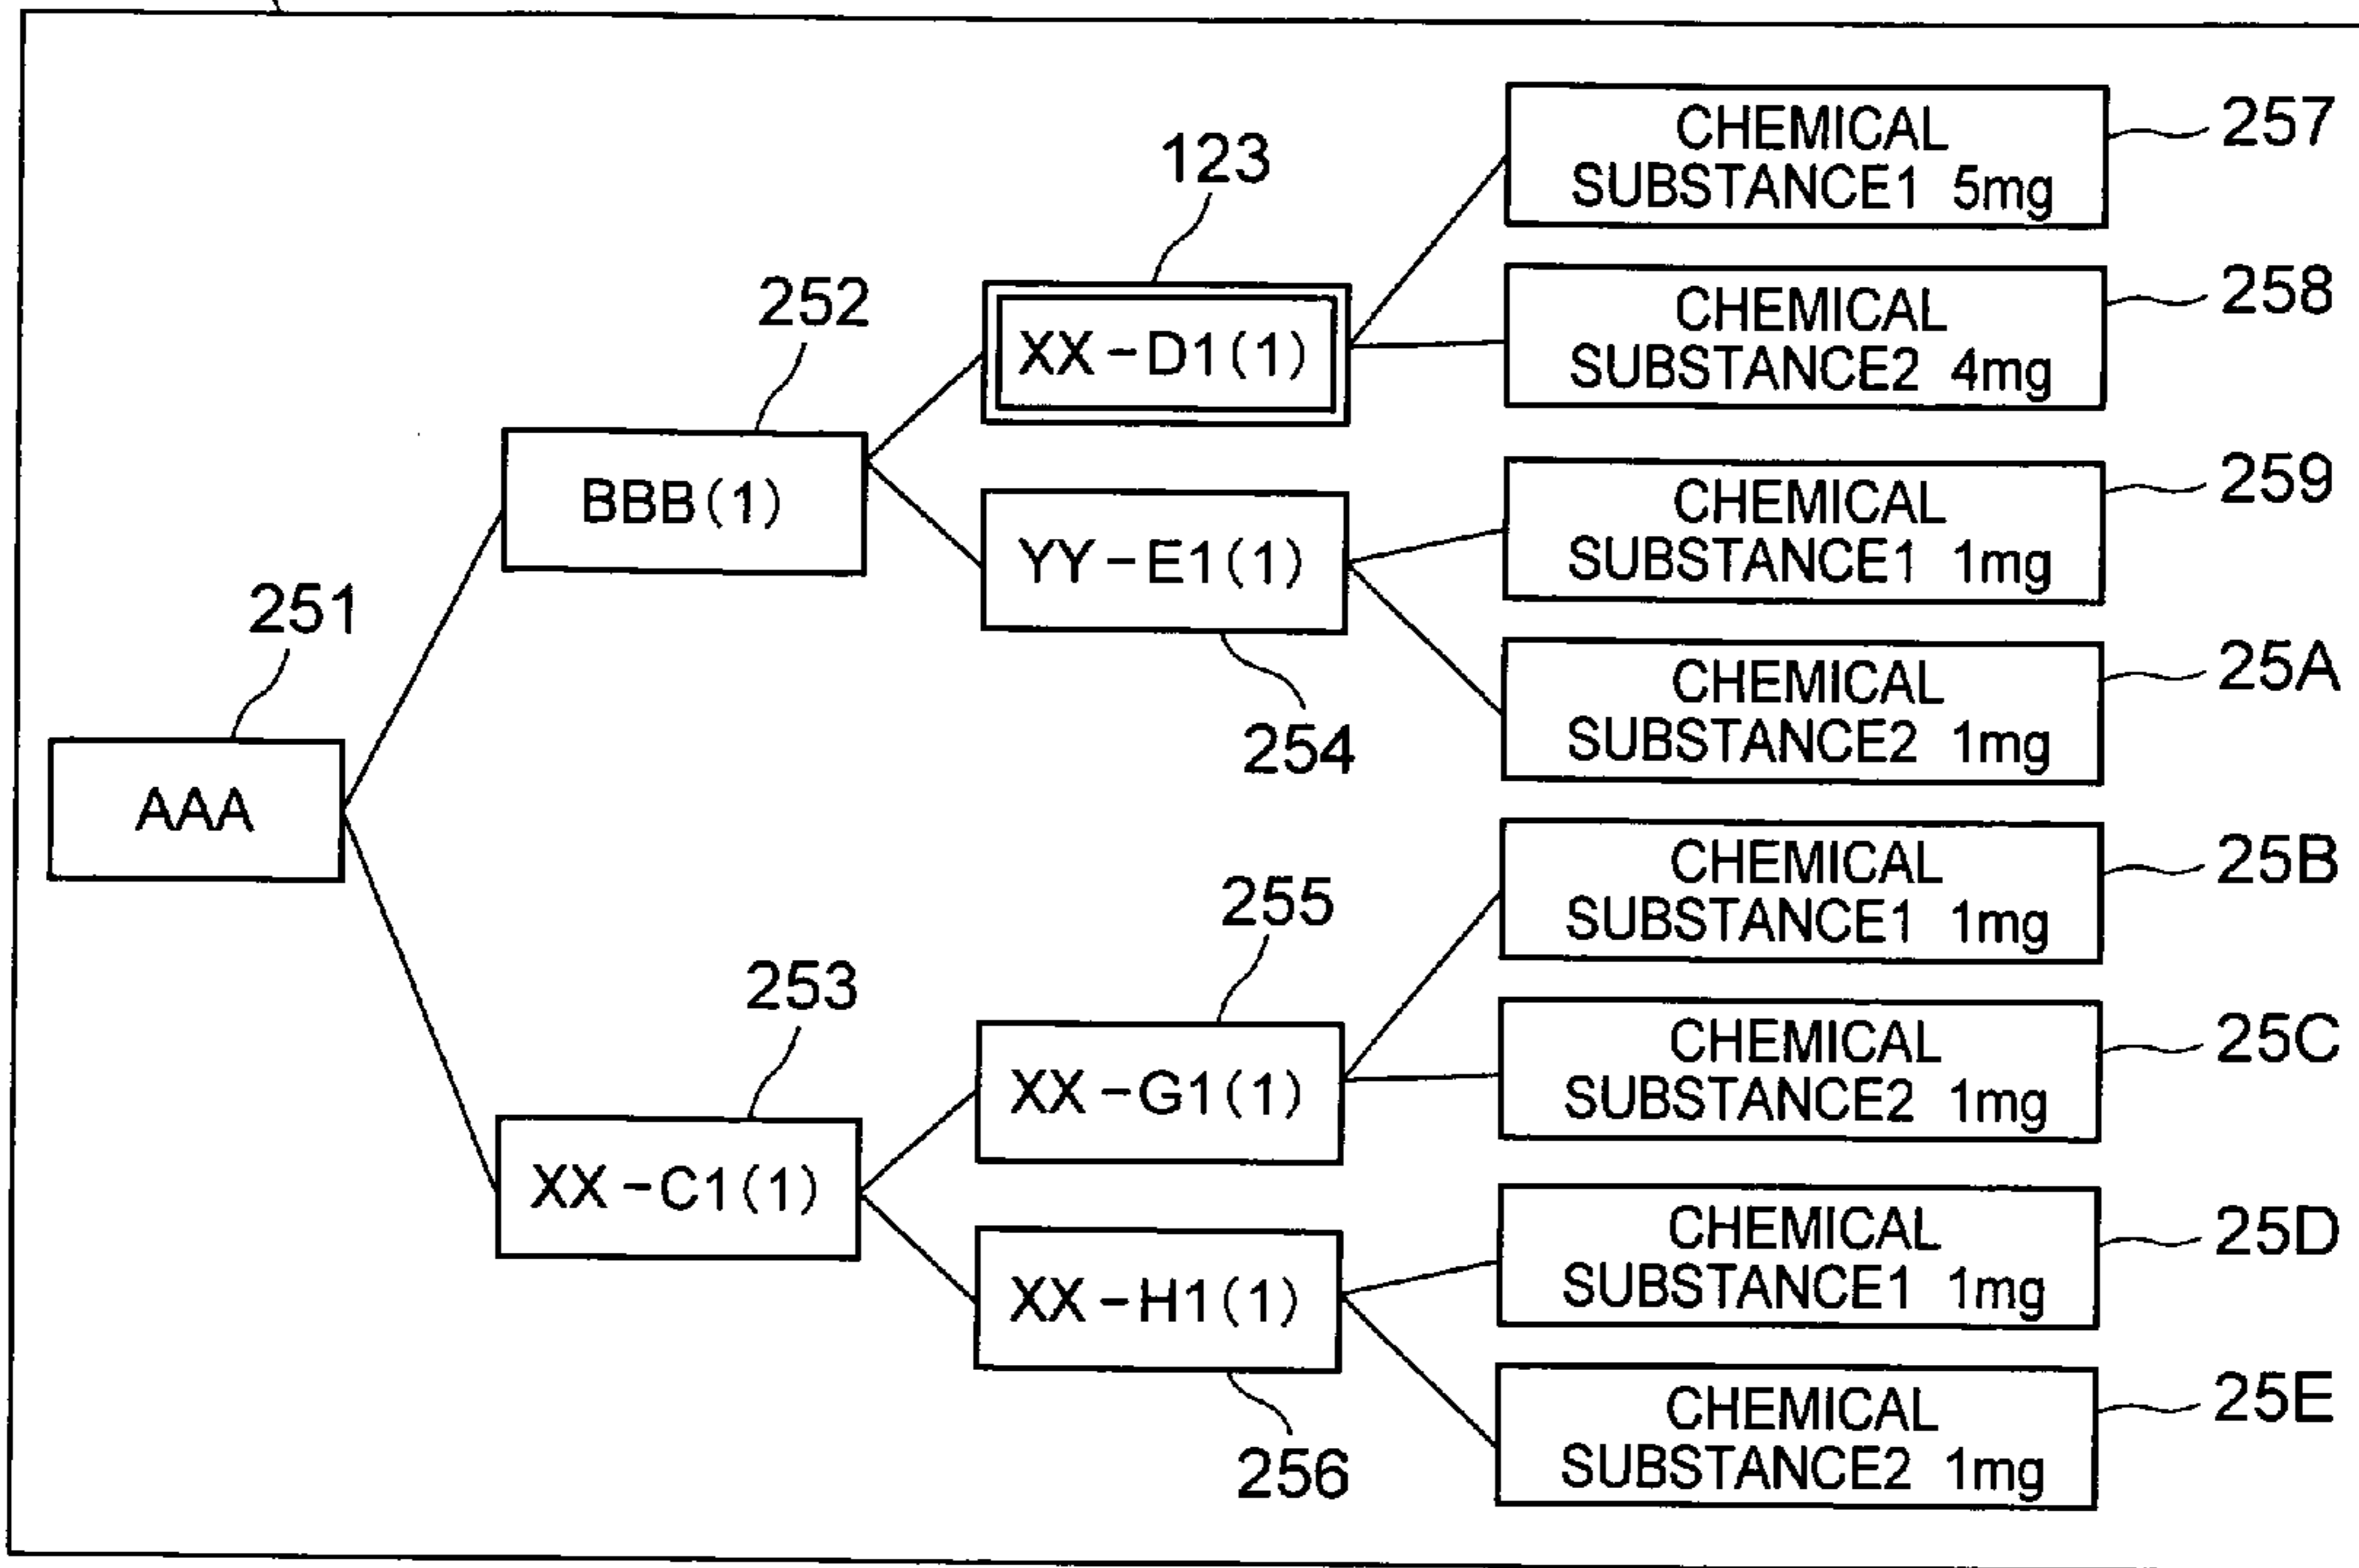 CHEMICAL
SUBSTANCE1 5mg
257
123
CHEMICAL
SUBSTANCE2 4mg
258
252
XX-D1(1)
BBB(1)
CHEMICAL
SUBSTANCE1 1mg
259
YY-E1(1)
251
CHEMICAL
SUBSTANCE2 1mg
25A
254
AAA
CHEMICAL
SUBSTANCE1 1mg
25B
255
253
XX-G1(1)
CHEMICAL
SUBSTANCE2 1mg
25C
XX-C1(1)
CHEMICAL
SUBSTANCE1 1mg
25D
XX-H1(1)
256
CHEMICAL
SUBSTANCE2 1mg
25E